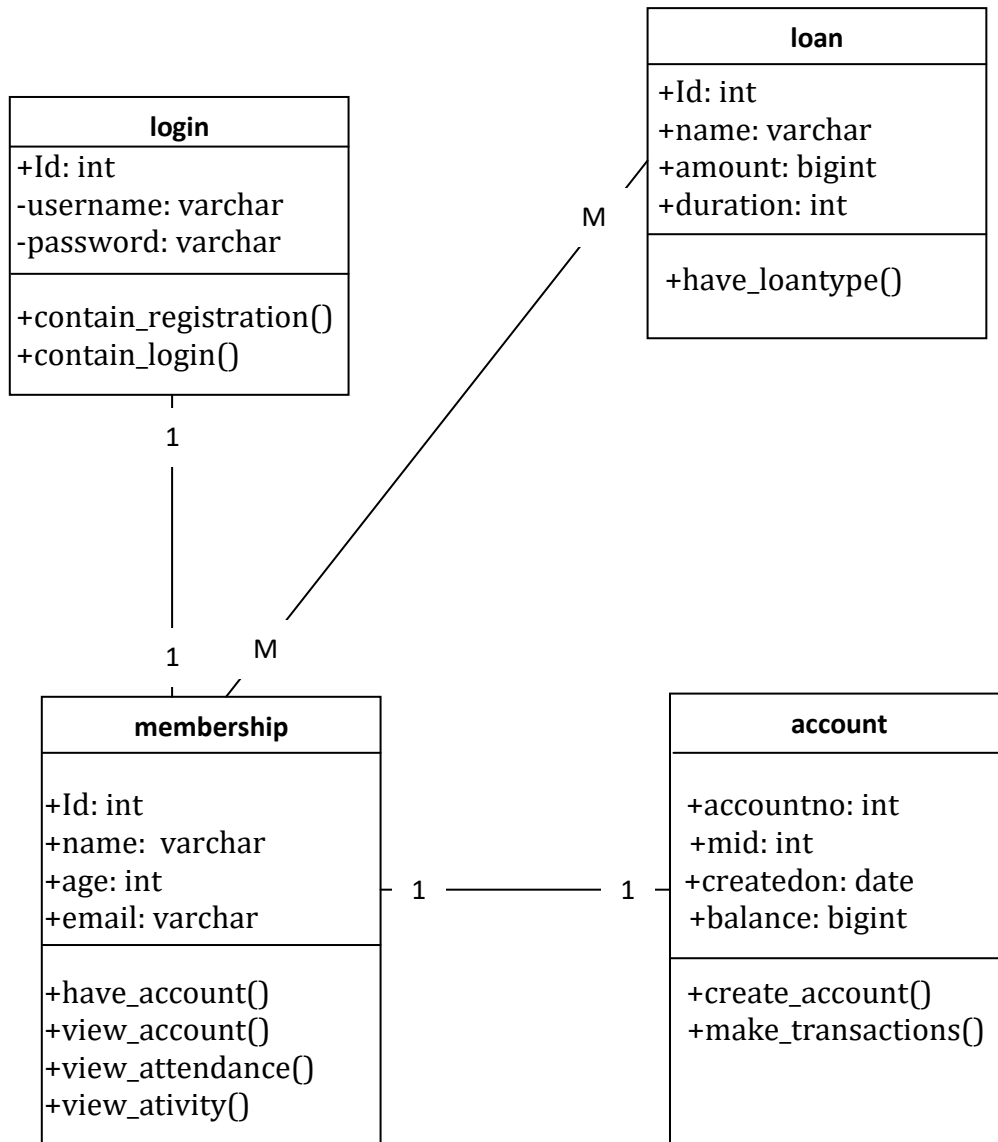 loan
+Id: int
+name: varchar
+amount: bigint
+duration: int
+have_loantype()
login
+Id: int
-username: varchar
-password: varchar
+contain_registration()
+contain_login()
M
1
1
M
membership
+Id: int
+name:  varchar
+age: int
+email: varchar
+have_account()
+view_account()
+view_attendance()
+view_ativity()
1
1
account
+accountno: int
+mid: int
+createdon: date
+balance: bigint
+create_account()
+make_transactions()